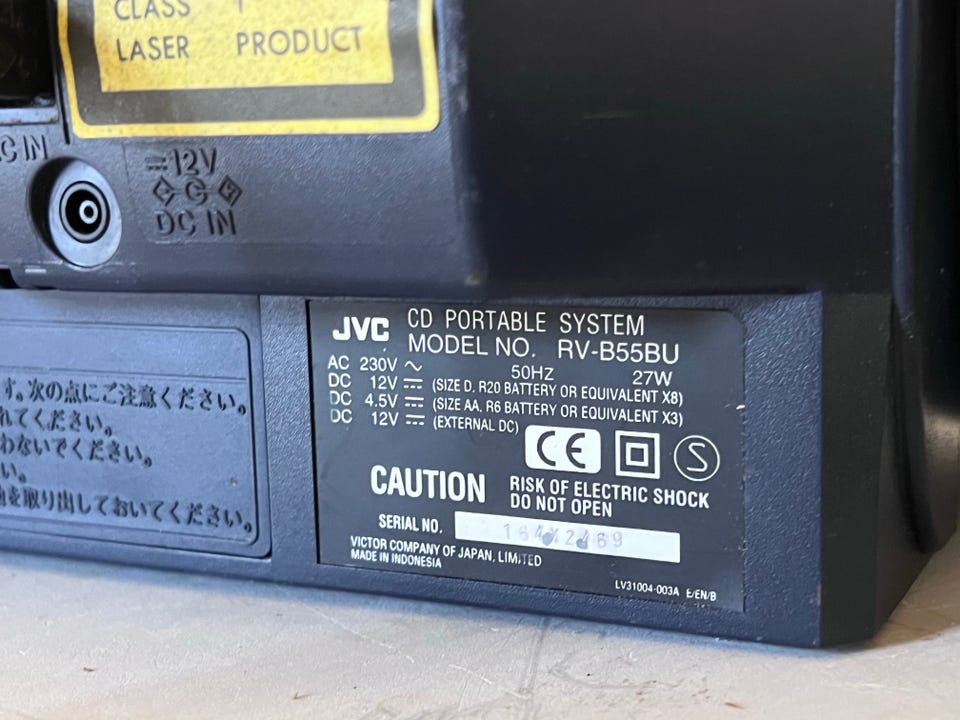 CLASS 1
LASER PRODUCT
C IN
⎓12V
DC IN
す。次の点にご注意ください。
れてください。
わないでください。
い。
を取り出しておいてください。
JVC CD PORTABLE SYSTEM
MODEL NO. RV-B55BU
AC 230V ～ 50Hz 27W
DC 12V ⎓ (SIZE D, R20 BATTERY OR EQUIVALENT X8)
DC 4.5V ⎓ (SIZE AA, R6 BATTERY OR EQUIVALENT X3)
DC 12V ⎓ (EXTERNAL DC)
CE S
CAUTION RISK OF ELECTRIC SHOCK
DO NOT OPEN
SERIAL NO.
VICTOR COMPANY OF JAPAN, LIMITED
MADE IN INDONESIA
LV31004-003A E/EN/B